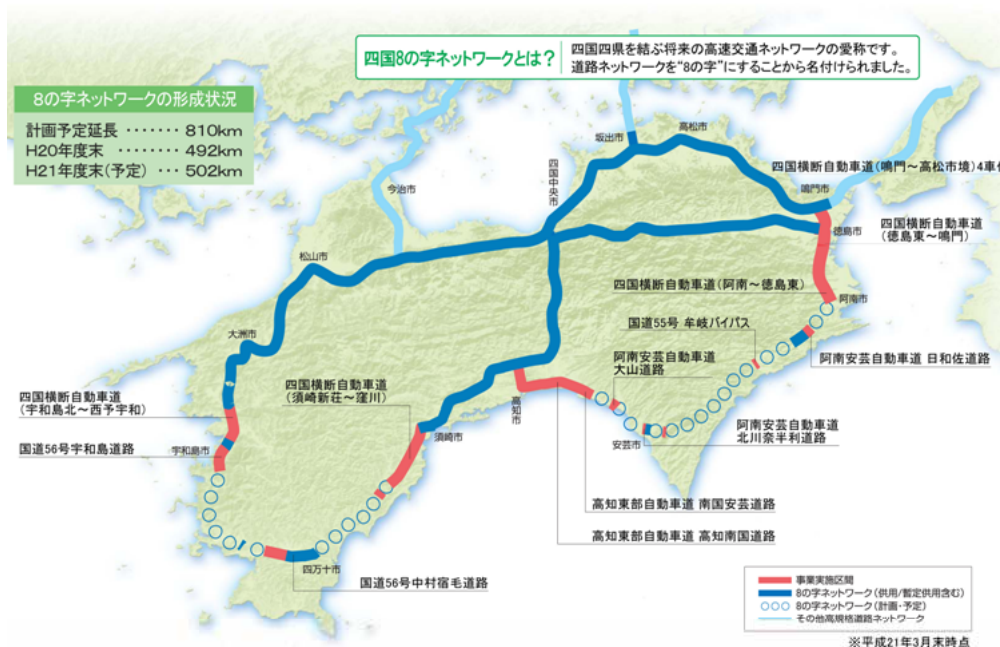 四国8の字ネットワークとは？
四国四県を結ぶ将来の高速交通ネットワークの愛称です。
道路ネットワークを“8の字”にすることから名付けられました。
8の字ネットワークの形成状況
計画予定延長 ‥‥‥‥ 810km
H20年度末 ‥‥‥‥ 492km
H21年度末(予定) ‥‥ 502km
坂出市
高松市
四国中央市
今治市
四国横断自動車道(鳴門～高松市境)4車
鳴門市
四国横断自動車道
(徳島東～鳴門)
徳島市
松山市
四国横断自動車道(阿南～徳島東)
阿南市
国道55号 牟岐バイパス
大洲市
阿南安芸自動車道
大山道路
阿南安芸自動車道 日和佐道路
四国横断自動車道
(須崎新荘～窪川)
四国横断自動車道
(宇和島北～西予宇和)
高知市
須崎市
阿南安芸自動車道
北川奈半利道路
安芸市
国道56号宇和島道路
宇和島市
高知東部自動車道 南国安芸道路
高知東部自動車道 高知南国道路
四万十市
国道56号中村宿毛道路
事業実施区間
8の字ネットワーク(供用/暫定供用含む)
8の字ネットワーク(計画・予定)
その他高規格道路ネットワーク
※平成21年3月末時点